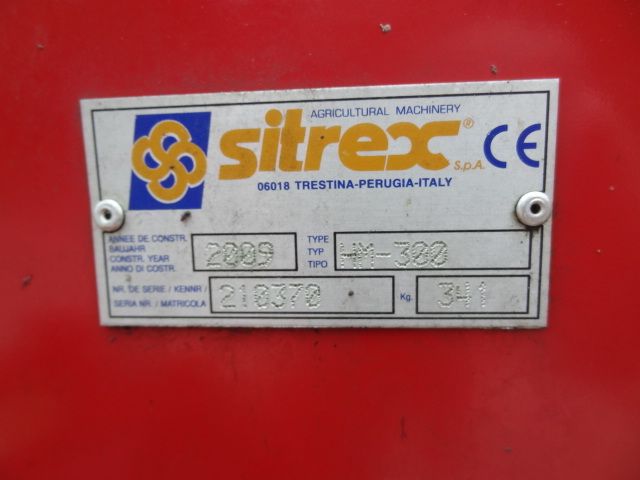 AGRICULTURAL MACHINERY
sitrex® S.p.A. CE
06018 TRESTINA-PERUGIA-ITALY
ANNEE DE CONSTR.
BAUJAHR
CONSTR. YEAR
ANNO DI COSTR.
2009
TYPE
TYP
TIPO
HM-300
NR. DE SERIE / KENNR /
SERIA NR. / MATRICOLA
210370
Kg. 341